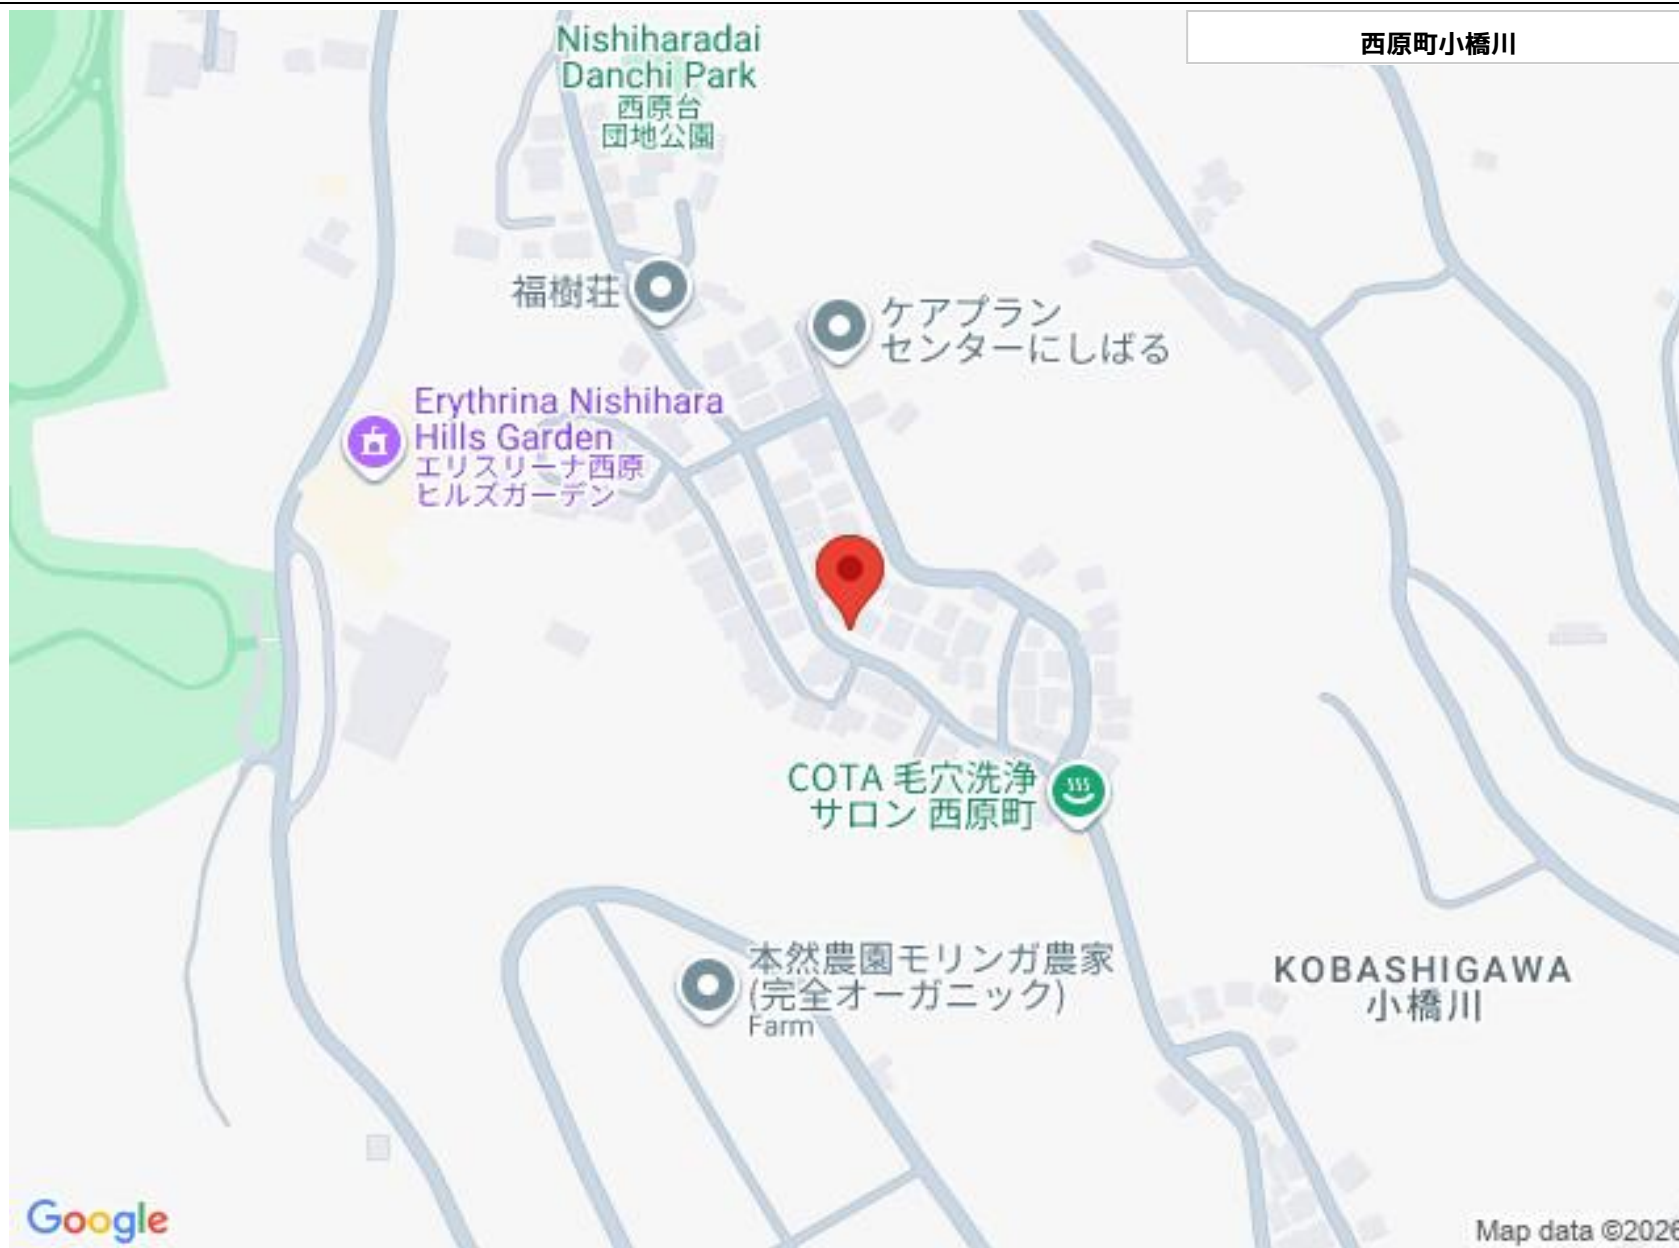 西原町小橋川
Nishiharadai
Danchi Park
西原台
団地公園
福樹荘
ケアプラン
センターにしばる
Erythrina Nishihara
Hills Garden
エリスリーナ西原
ヒルズガーデン
COTA 毛穴洗浄
サロン 西原町
本然農園モリンガ農家
(完全オーガニック)
Farm
KOBASHIGAWA
小橋川
Google
Map data ©2026